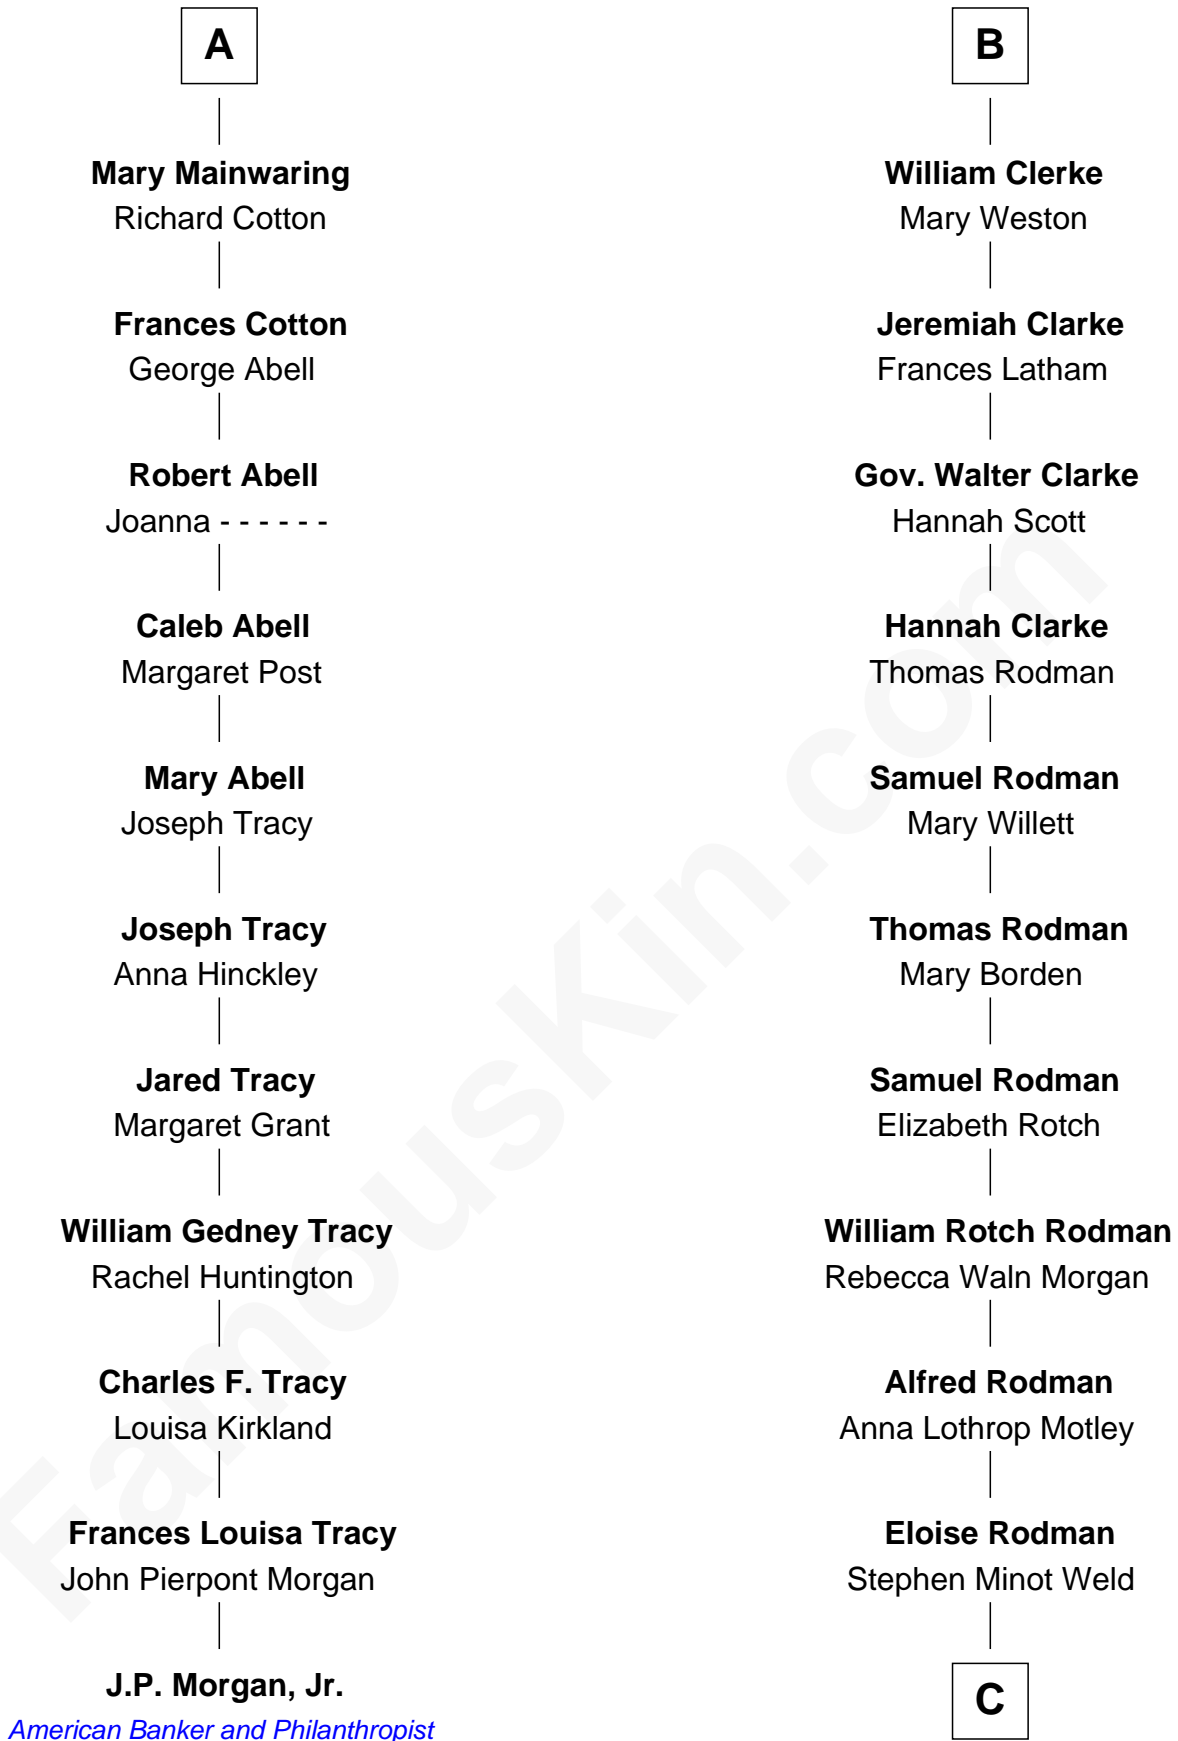 A
Mary Mainwaring
Richard Cotton
Frances Cotton
George Abell
Robert Abell
Joanna - - - - - -
Caleb Abell
Margaret Post
Mary Abell
Joseph Tracy
Joseph Tracy
Anna Hinckley
Jared Tracy
Margaret Grant
William Gedney Tracy
Rachel Huntington
Charles F. Tracy
Louisa Kirkland
Frances Louisa Tracy
John Pierpont Morgan
J.P. Morgan, Jr.
American Banker and Philanthropist
B
William Clerke
Mary Weston
Jeremiah Clarke
Frances Latham
Gov. Walter Clarke
Hannah Scott
Hannah Clarke
Thomas Rodman
Samuel Rodman
Mary Willett
Thomas Rodman
Mary Borden
Samuel Rodman
Elizabeth Rotch
William Rotch Rodman
Rebecca Waln Morgan
Alfred Rodman
Anna Lothrop Motley
Eloise Rodman
Stephen Minot Weld
C
FamousKin.com